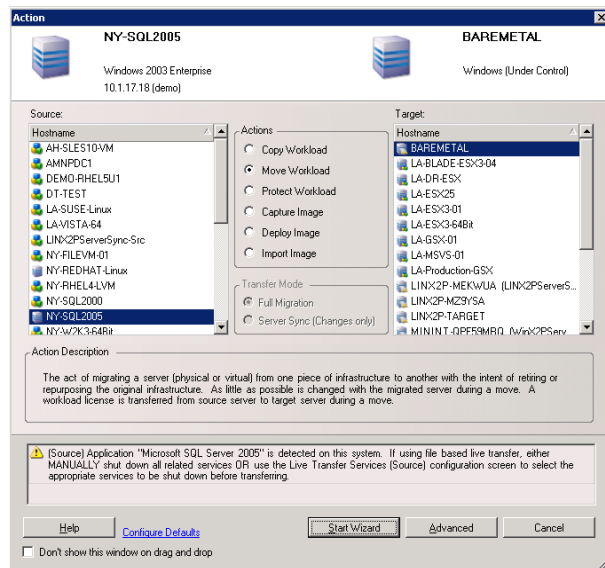 Action
NY-SQL2005
BAREMETAL
Windows 2003 Enterprise
Windows (Under Control)
10.1.17.18 (demo)
Source:
Target:
Hostname
AH-SLES10-VM
AMNPDC1
DEMO-RHEL5U1
DT-TEST
LA-SUSE-Linux
LA-VISTA-64
LINX2PServerSync-Src
NY-FILEVM-01
NY-REDHAT-Linux
NY-RHEL4-LVM
NY-SQL2000
NY-SQL2005
NY-W2K3-64Bit
Actions
Copy Workload
Move Workload
Protect Workload
Capture Image
Deploy Image
Import Image
Transfer Mode
Full Migration
Server Sync (Changes only)
Hostname
BAREMETAL
LA-BLADE-ESX3-04
LA-DR-ESX
LA-ESX25
LA-ESX3-01
LA-ESX3-64Bit
LA-GSX-01
LA-MSVS-01
LA-Production-GSX
LINX2P-MEKWUA (LINX2PServerS...
LINX2P-MZ9YSA
LINX2P-TARGET
MININT-QPF59MRQ (WinX2PServ...
Action Description
The act of migrating a server (physical or virtual) from one piece of infrastructure to another with the intent of retiring or
repurposing the original infrastructure. As little as possible is changed with the migrated server during a move. A
workload license is transferred from source server to target server during a move.
(Source) Application "Microsoft SQL Server 2005" is detected on this system. If using file based live transfer, either
MANUALLY shut down all related services OR use the Live Transfer Services (Source) configuration screen to select the
appropriate services to be shut down before transferring.
Help
Configure Defaults
Start Wizard
Advanced
Cancel
Don't show this window on drag and drop